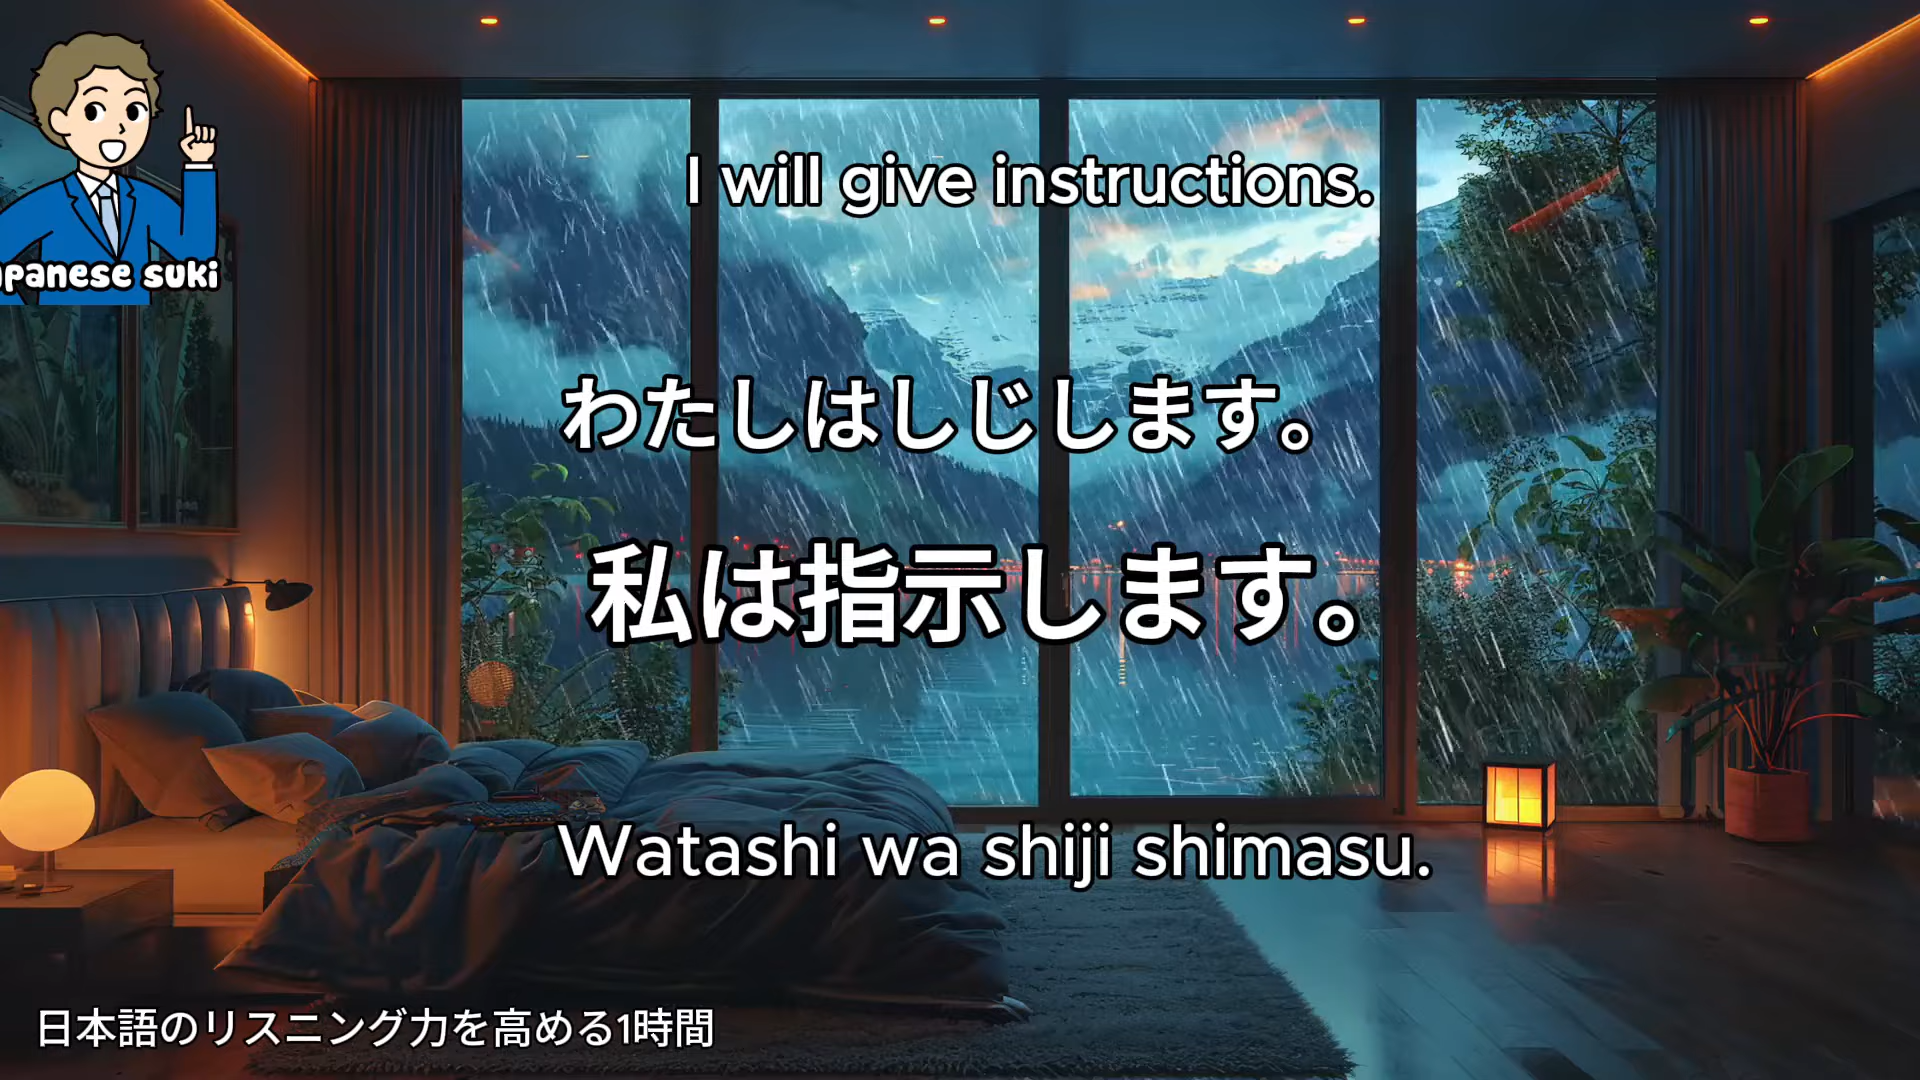 I will give instructions.
apanese suki
わたしはしじします。
私は指示します。
Watashi wa shiji shimasu.
日本語のリスニング力を高める1時間